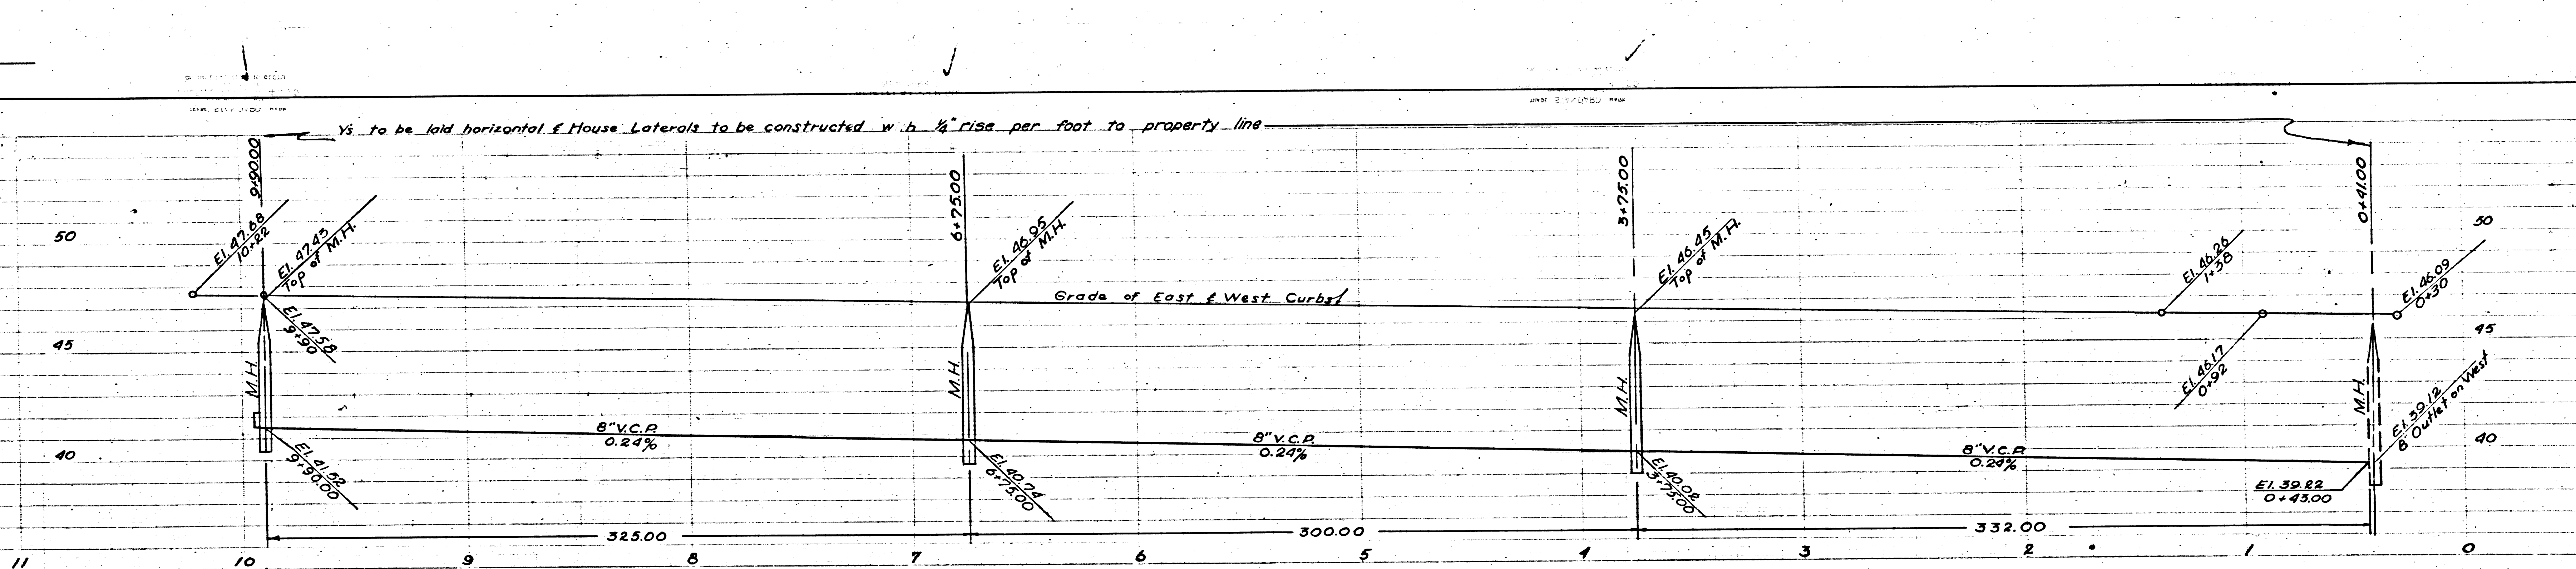 Y's to be laid horizontal & House Laterals to be constructed w.h ¼" rise per foot to property line
9+90.00
6+75.00
3+75.00
0+41.00
El. 47.68
10+22
El. 47.43
Top of M.H.
El. 46.95
Top of M.H.
El. 46.45
Top of M.H.
El. 46.26
1+38
El. 46.09
0+30
50
50
Grade of East & West Curbs
El. 47.58
9+90
El. 46.17
0+92
45
45
M.H.
M.H.
M.H.
M.H.
El. 39.12
8" Outlet on West
8" V.C.P.
0.24%
8" V.C.P.
0.24%
8" V.C.P.
0.24%
40
40
El. 41.52
9+90.00
El. 40.74
6+75.00
El. 40.02
3+75.00
El. 39.22
0+43.00
325.00
300.00
332.00
11
10
9
8
7
6
5
4
3
2
1
0